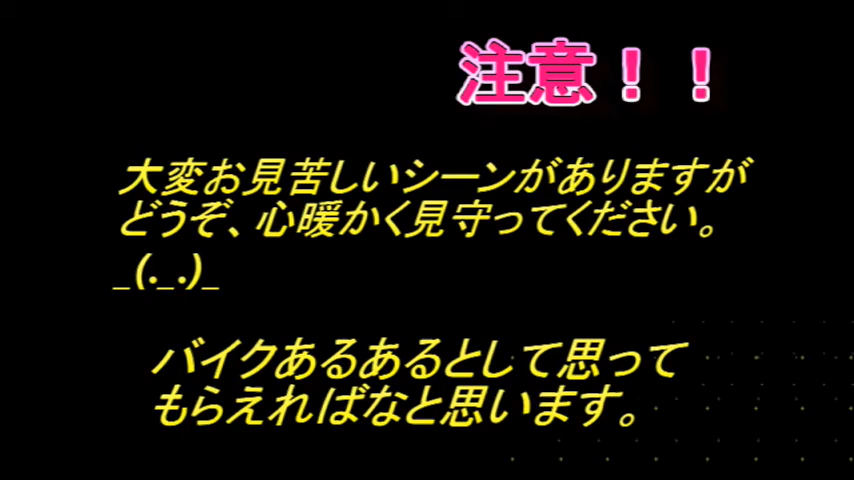 注意！！
大変お見苦しいシーンがありますが
どうぞ、心暖かく見守ってください。
_(._.)_
バイクあるあるとして思って
もらえればなと思います。